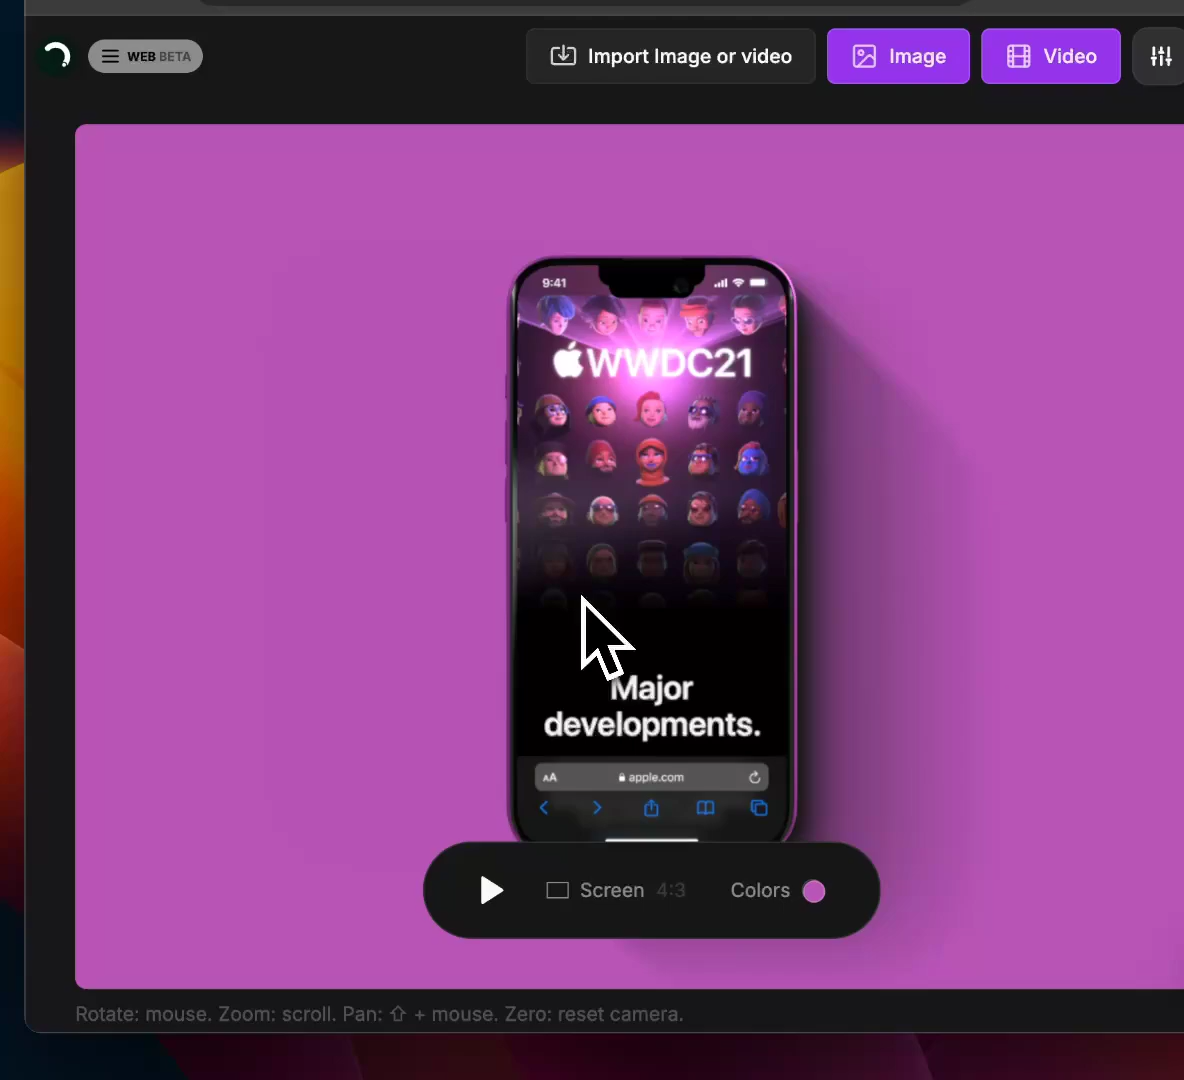 WEB BETA
Import Image or video
Image
Video
9:41
WWDC21
Major
developments.
AA
apple.com
Screen 4:3
Colors
Rotate: mouse. Zoom: scroll. Pan: ⇧ + mouse. Zero: reset camera.